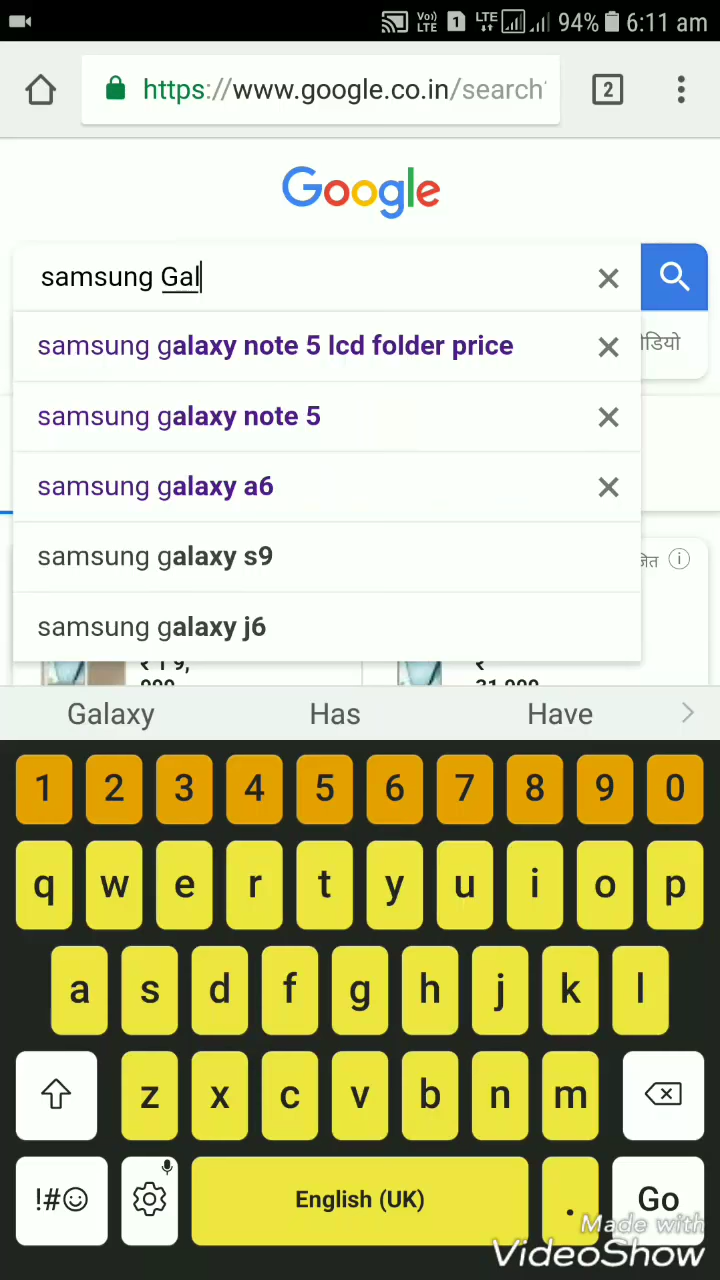 Vo)) LTE 1 LTE 94% 6:11 am
https://www.google.co.in/search 2
Google
samsung Gal
samsung galaxy note 5 lcd folder price
samsung galaxy note 5
samsung galaxy a6
samsung galaxy s9
samsung galaxy j6
Galaxy Has Have
1 2 3 4 5 6 7 8 9 0
q w e r t y u i o p
a s d f g h j k l
z x c v b n m
!#☺ English (UK) . Go
Made with
VideoShow